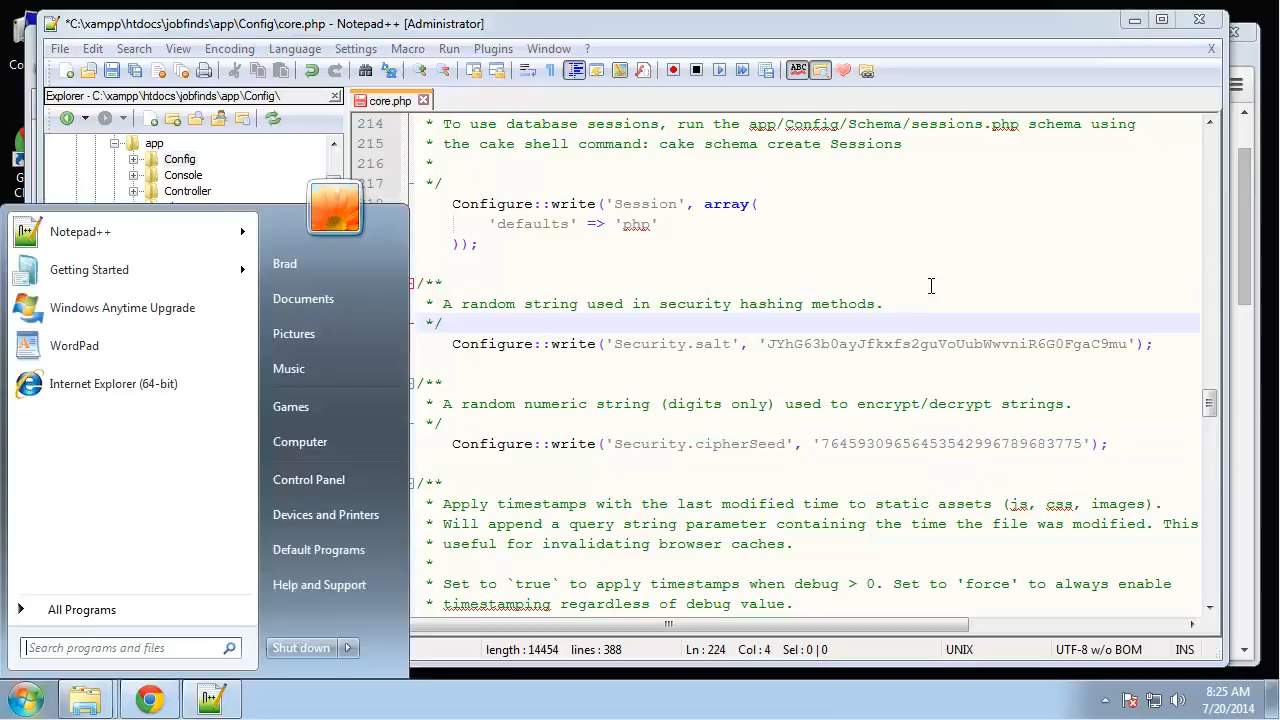 *C:\xampp\htdocs\jobfinds\app\Config\core.php - Notepad++ [Administrator]
File Edit Search View Encoding Language Settings Macro Run Plugins Window ? X
Explorer - C:\xampp\htdocs\jobfinds\app\Config\
core.php
app
Config
Console
Controller
214 * To use database sessions, run the app/Config/Schema/sessions.php schema using
215 * the cake shell command: cake schema create Sessions
216 *
217 */
Configure::write('Session', array(
'defaults' => 'php'
));
/**
* A random string used in security hashing methods.
*/
Configure::write('Security.salt', 'JYhG63b0ayJfkxfs2guVoUubWwvniR6G0FgaC9mu');
/**
* A random numeric string (digits only) used to encrypt/decrypt strings.
*/
Configure::write('Security.cipherSeed', '76459309656453542996789683775');
/**
* Apply timestamps with the last modified time to static assets (js, css, images).
* Will append a query string parameter containing the time the file was modified. This
* useful for invalidating browser caches.
*
* Set to `true` to apply timestamps when debug > 0. Set to 'force' to always enable
* timestamping regardless of debug value.
length : 14454 lines : 388 Ln : 224 Col : 4 Sel : 0 | 0 UNIX UTF-8 w/o BOM INS
Notepad++
Getting Started
Windows Anytime Upgrade
WordPad
Internet Explorer (64-bit)
All Programs
Search programs and files
Brad
Documents
Pictures
Music
Games
Computer
Control Panel
Devices and Printers
Default Programs
Help and Support
Shut down
8:25 AM
7/20/2014